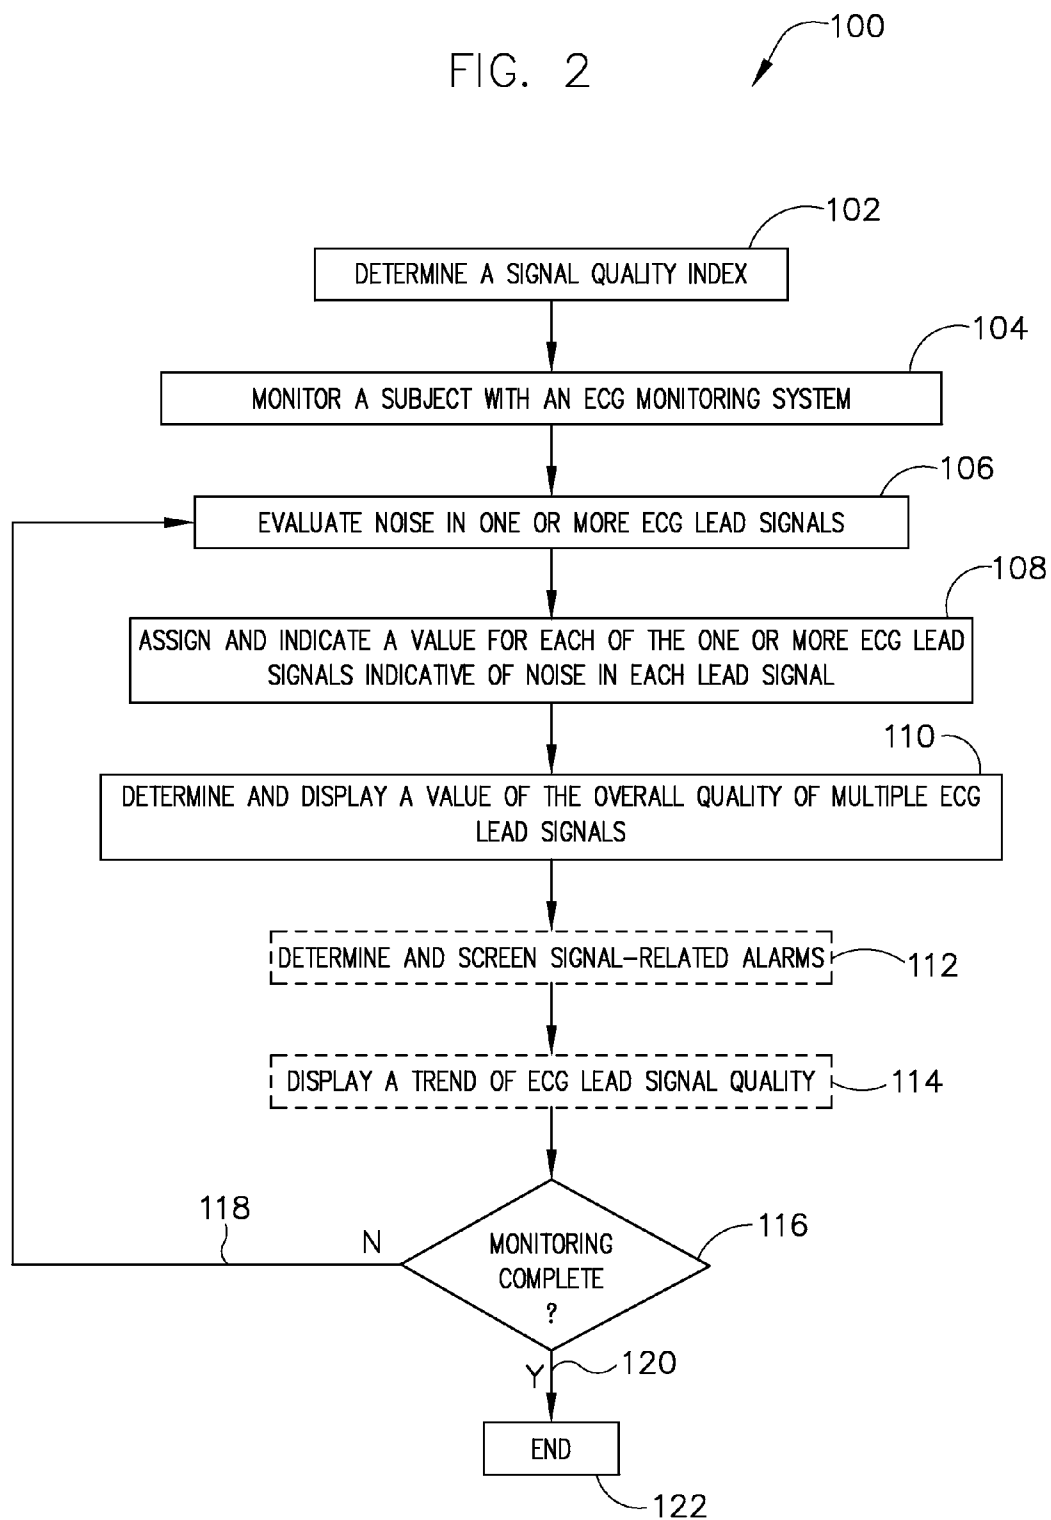 100
FIG. 2
102
DETERMINE A SIGNAL QUALITY INDEX
104
MONITOR A SUBJECT WITH AN ECG MONITORING SYSTEM
106
EVALUATE NOISE IN ONE OR MORE ECG LEAD SIGNALS
108
ASSIGN AND INDICATE A VALUE FOR EACH OF THE ONE OR MORE ECG LEAD
SIGNALS INDICATIVE OF NOISE IN EACH LEAD SIGNAL
110
DETERMINE AND DISPLAY A VALUE OF THE OVERALL QUALITY OF MULTIPLE ECG
LEAD SIGNALS
DETERMINE AND SCREEN SIGNAL-RELATED ALARMS
112
DISPLAY A TREND OF ECG LEAD SIGNAL QUALITY
114
118
N
116
MONITORING
COMPLETE
?
Y
120
END
122